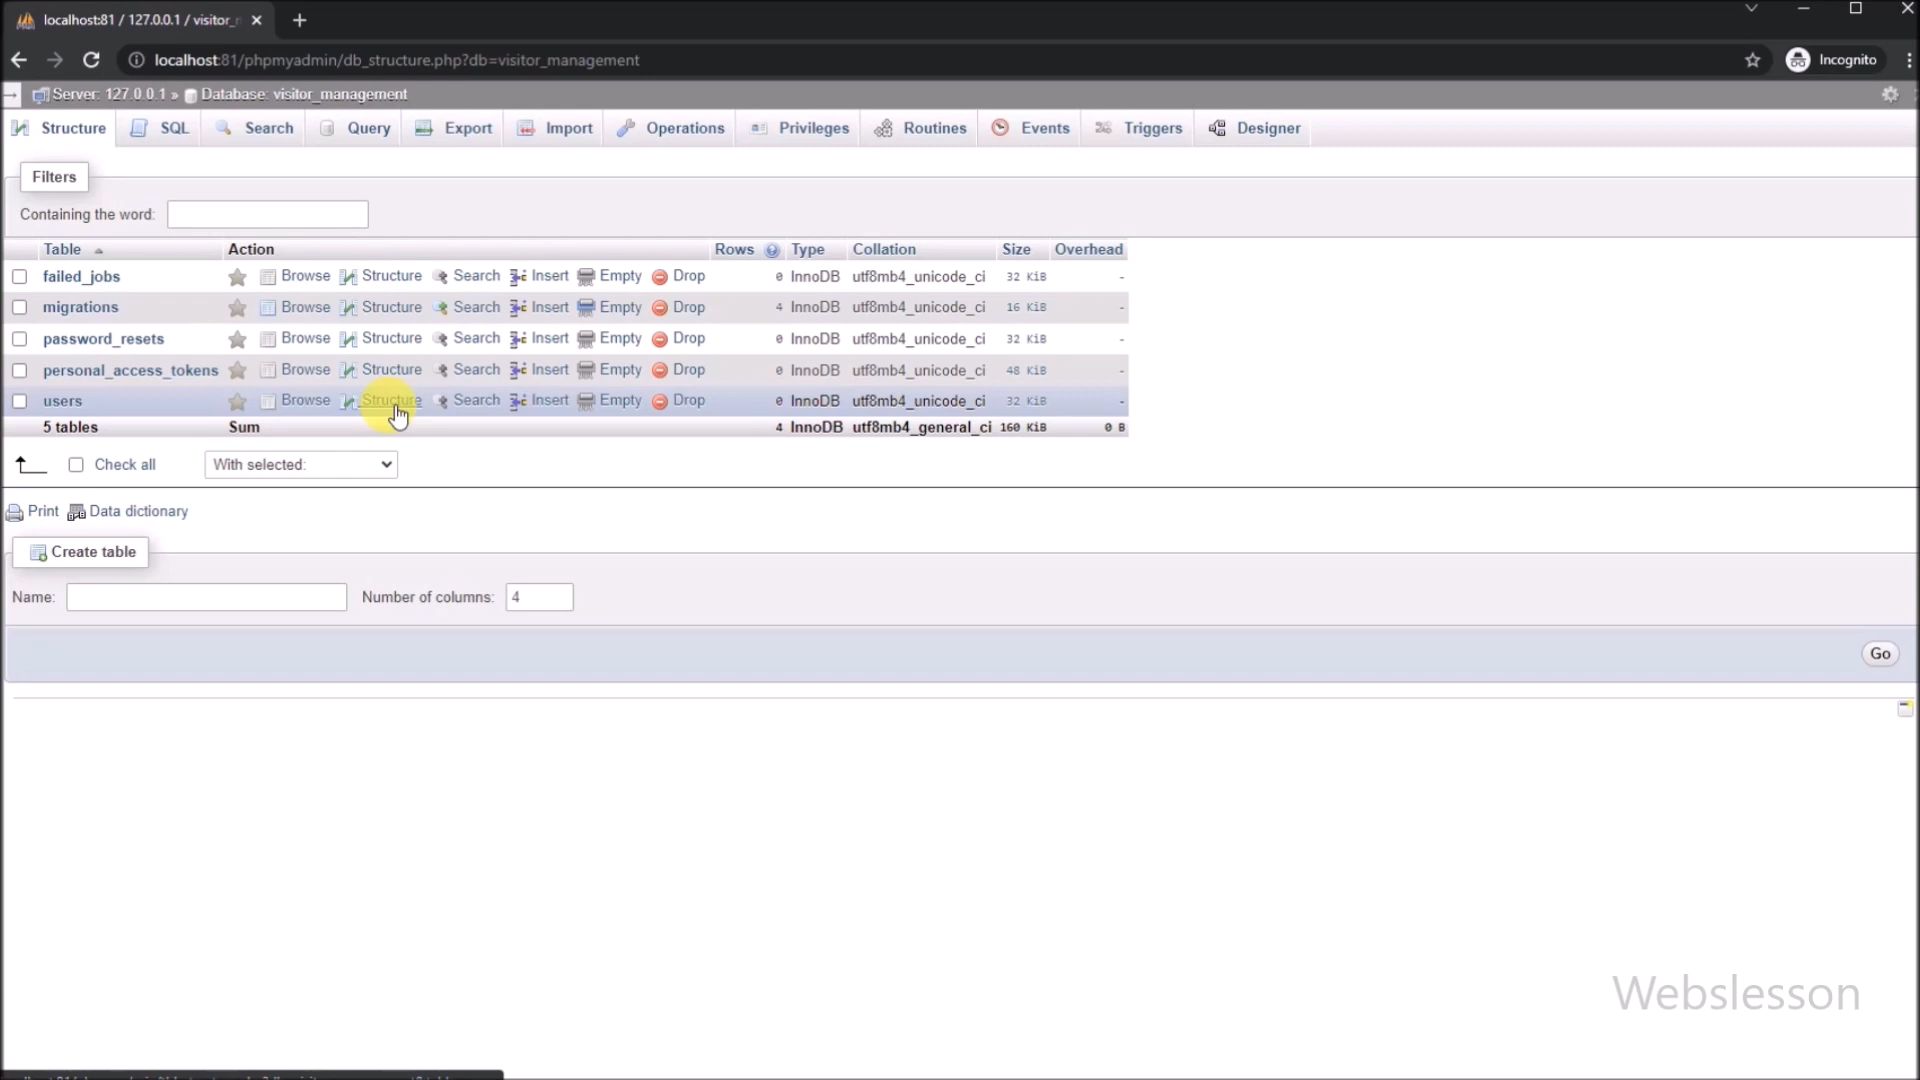 localhost:81 / 127.0.0.1 / visitor_
localhost:81/phpmyadmin/db_structure.php?db=visitor_management
Incognito
Server: 127.0.0.1 » Database: visitor_management
Structure SQL Search Query Export Import Operations Privileges Routines Events Triggers Designer
Filters
Containing the word:
Table Action Rows Type Collation Size Overhead
failed_jobs Browse Structure Search Insert Empty Drop 0 InnoDB utf8mb4_unicode_ci 32 KiB -
migrations Browse Structure Search Insert Empty Drop 4 InnoDB utf8mb4_unicode_ci 16 KiB -
password_resets Browse Structure Search Insert Empty Drop 0 InnoDB utf8mb4_unicode_ci 32 KiB -
personal_access_tokens Browse Structure Search Insert Empty Drop 0 InnoDB utf8mb4_unicode_ci 48 KiB -
users Browse Structure Search Insert Empty Drop 0 InnoDB utf8mb4_unicode_ci 32 KiB -
5 tables Sum 4 InnoDB utf8mb4_general_ci 160 KiB 0 B
Check all With selected:
Print Data dictionary
Create table
Name: Number of columns: 4
Go
Webslesson